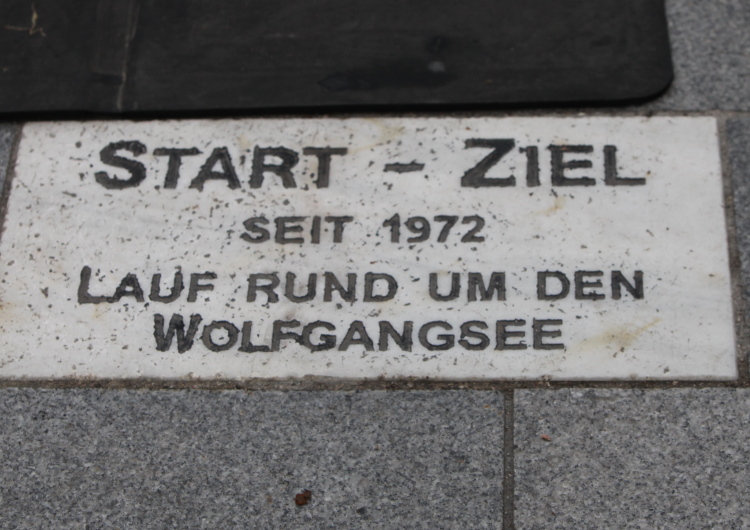 START – ZIEL
SEIT 1972
LAUF RUND UM DEN
WOLFGANGSEE